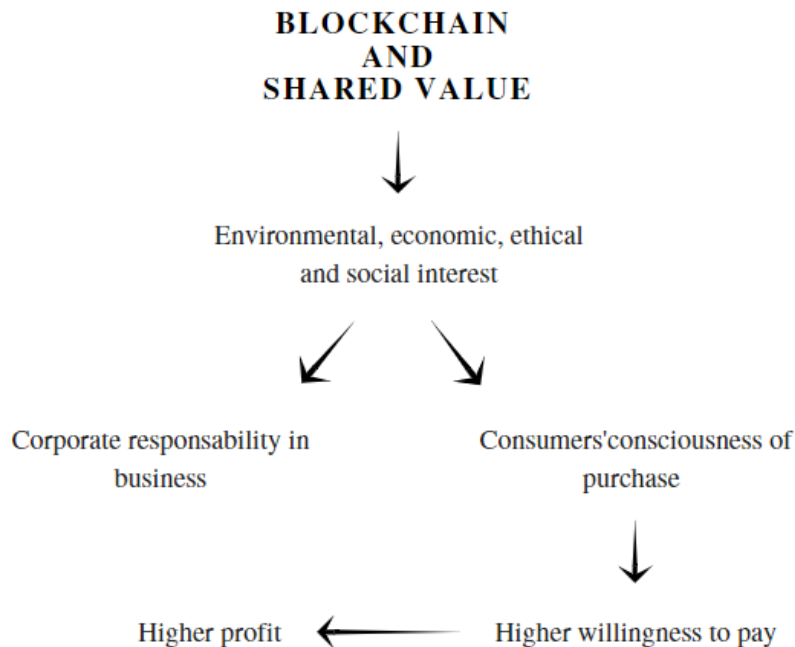 BLOCKCHAIN
AND
SHARED VALUE
Environmental, economic, ethical
and social interest
Corporate responsability in
business
Consumers'consciousness of
purchase
Higher profit
Higher willingness to pay